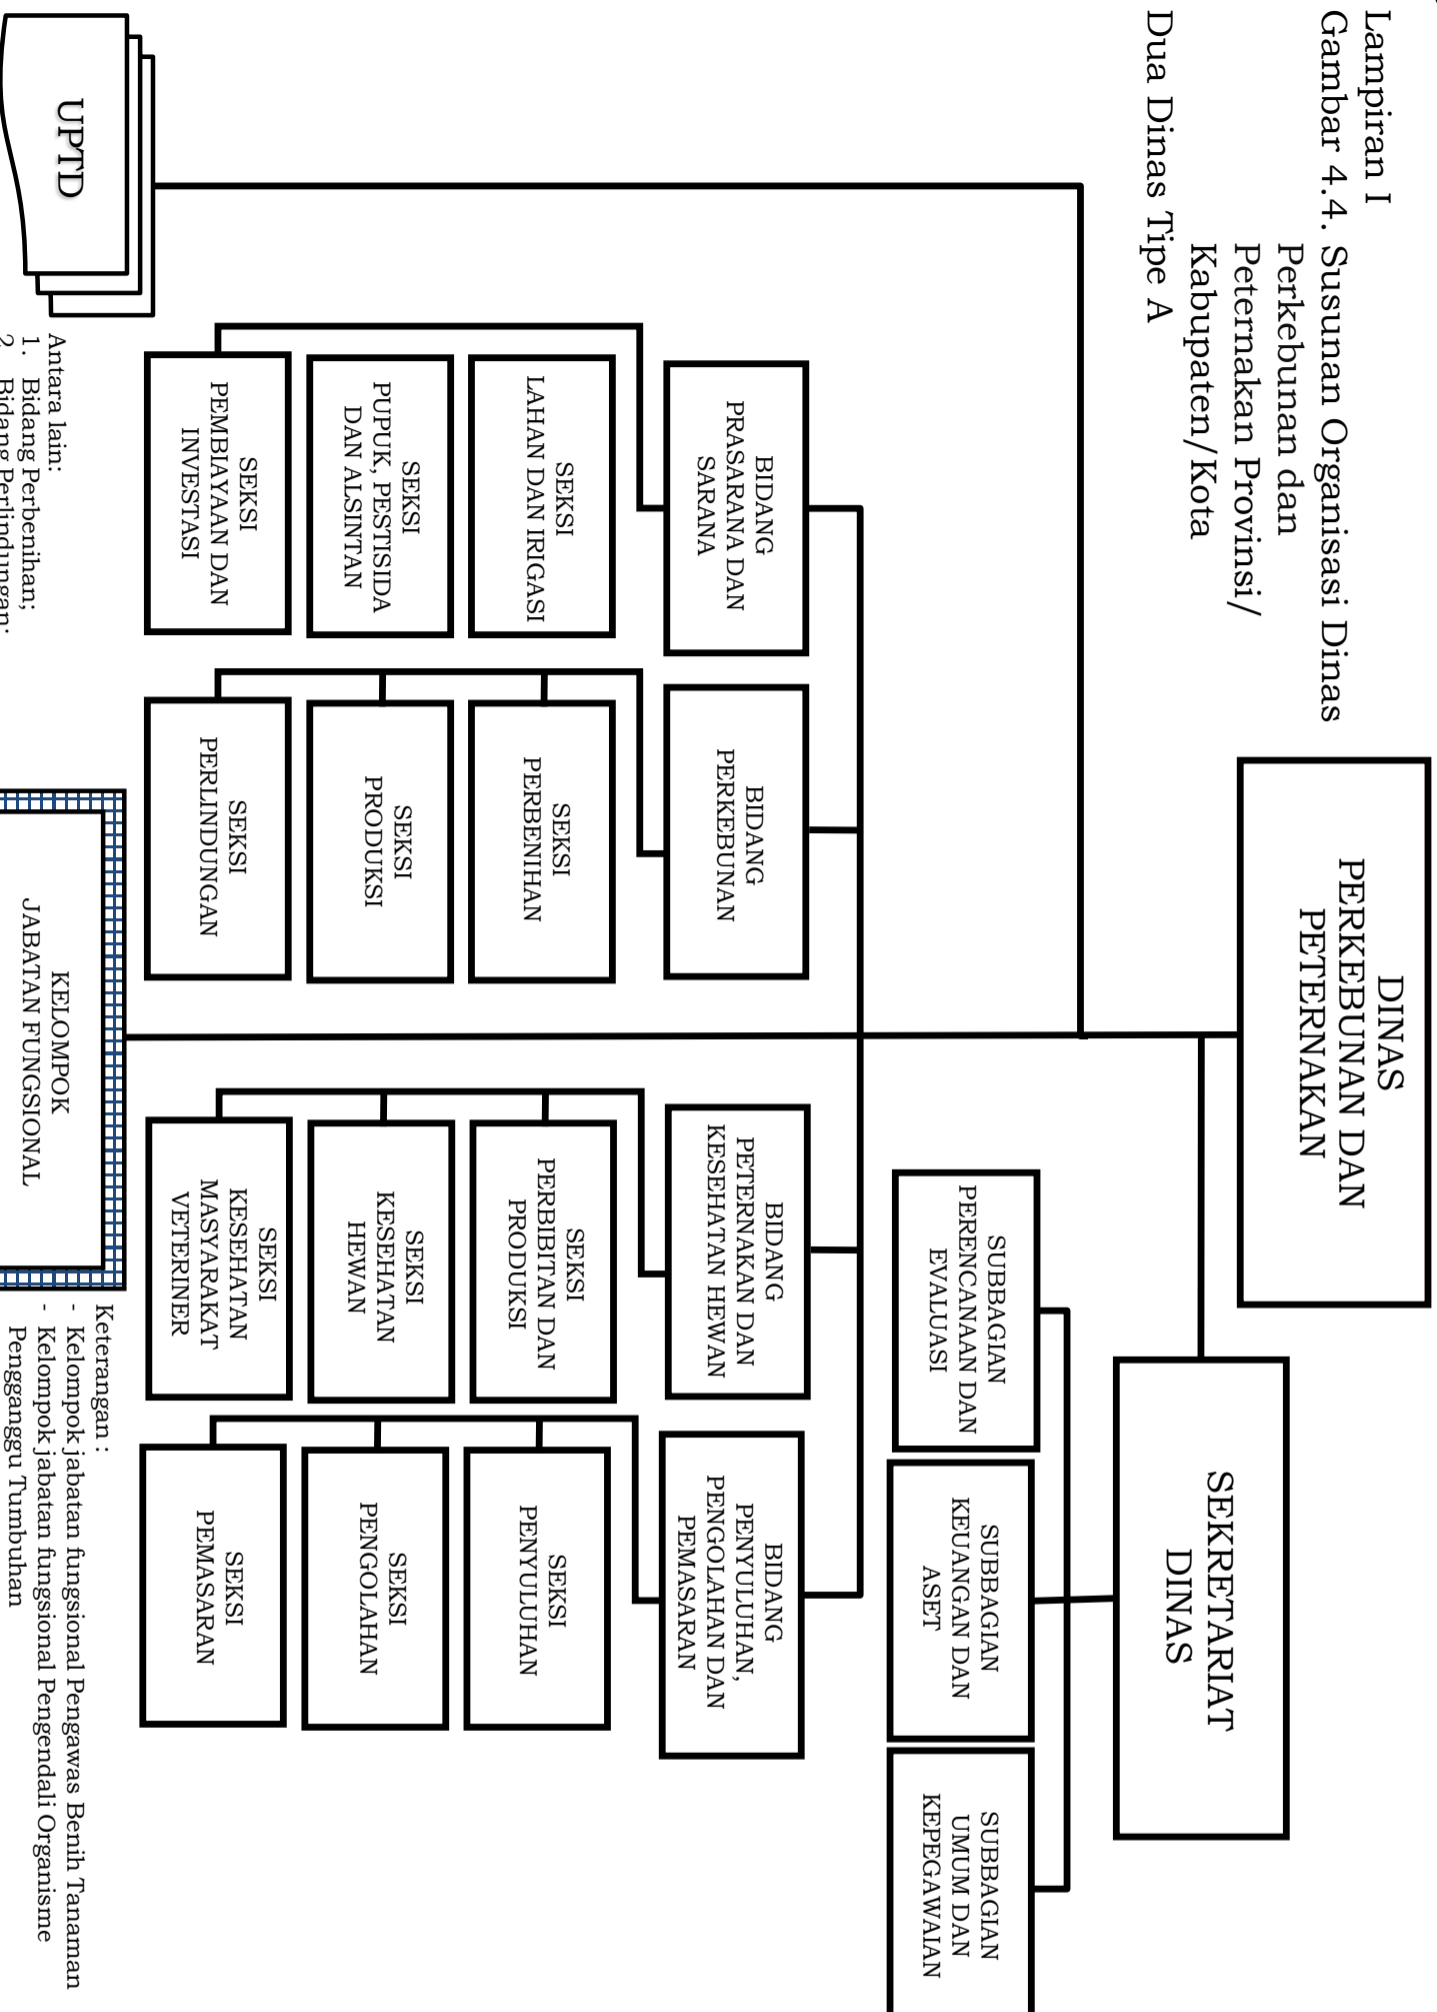 Lampiran I
Gambar 4.4. Susunan Organisasi Dinas
Perkebunan dan
Peternakan Provinsi/
Kabupaten/Kota
Dua Dinas Tipe A
DINAS
PERKEBUNAN DAN
PETERNAKAN
SEKRETARIAT
DINAS
SUBBAGIAN
PERENCANAAN DAN
EVALUASI
SUBBAGIAN
KEUANGAN DAN
ASET
SUBBAGIAN
UMUM DAN
KEPEGAWAIAN
BIDANG
PRASARANA DAN
SARANA
SEKSI
LAHAN DAN IRIGASI
SEKSI
PUPUK, PESTISIDA
DAN ALSINTAN
SEKSI
PEMBIAYAAN DAN
INVESTASI
BIDANG
PERKEBUNAN
SEKSI
PERBENIHAN
SEKSI
PRODUKSI
SEKSI
PERLINDUNGAN
BIDANG
PETERNAKAN DAN
KESEHATAN HEWAN
SEKSI
PERBIBITAN DAN
PRODUKSI
SEKSI
KESEHATAN
HEWAN
SEKSI
KESEHATAN
MASYARAKAT
VETERINER
BIDANG
PENYULUHAN,
PENGOLAHAN DAN
PEMASARAN
SEKSI
PENYULUHAN
SEKSI
PENGOLAHAN
SEKSI
PEMASARAN
UPTD
Antara lain:
1. Bidang Perbenihan;
2. Bidang Perlindungan;
KELOMPOK
JABATAN FUNGSIONAL
Keterangan :
- Kelompok jabatan fungsional Pengawas Benih Tanaman
- Kelompok jabatan fungsional Pengendali Organisme
Pengganggu Tumbuhan